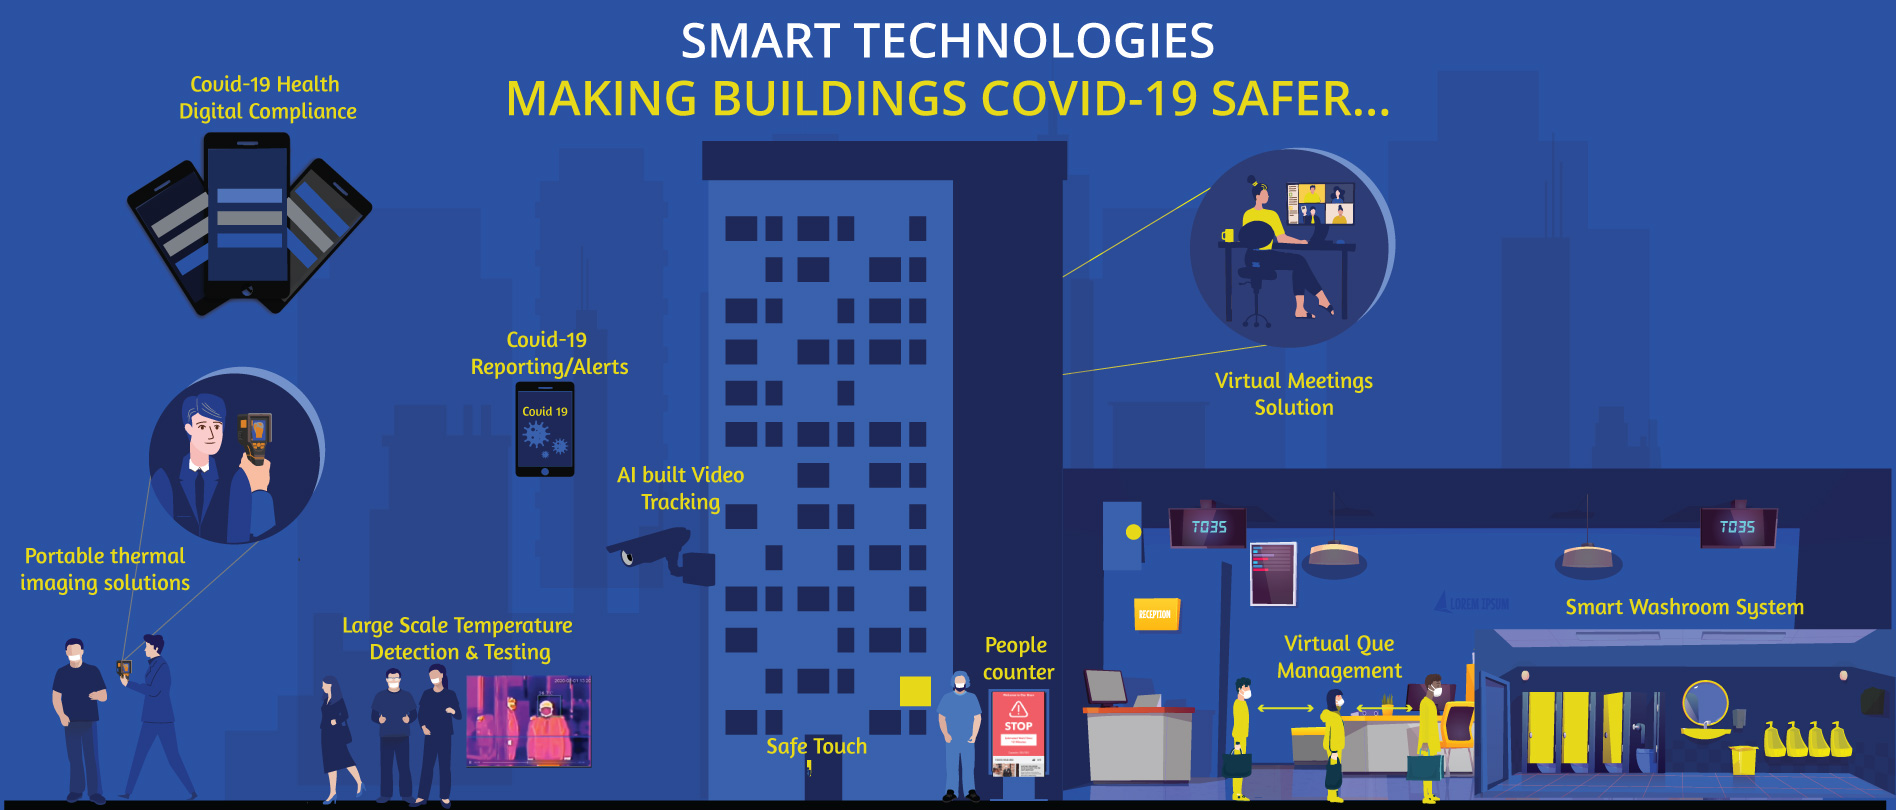 SMART TECHNOLOGIES
MAKING BUILDINGS COVID-19 SAFER...
Covid-19 Health
Digital Compliance
Covid-19
Reporting/Alerts
Covid 19
Virtual Meetings
Solution
AI built Video
Tracking
Portable thermal
imaging solutions
Large Scale Temperature
Detection & Testing
Safe Touch
People
counter
STOP
T035
T035
RECEPTION
LOREM IPSUM
Virtual Que
Management
Smart Washroom System